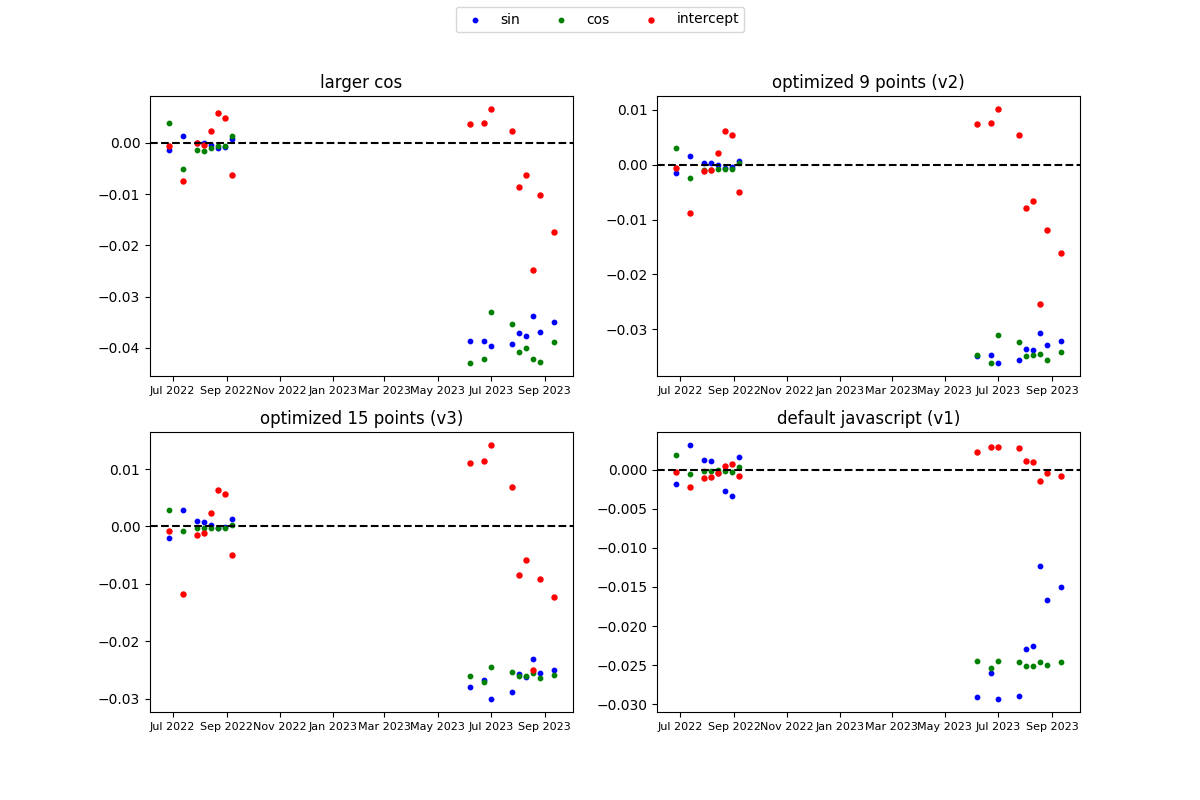 sin cos intercept
larger cos
0.00
−0.01
−0.02
−0.03
−0.04
Jul 2022 Sep 2022 Nov 2022 Jan 2023 Mar 2023 May 2023 Jul 2023 Sep 2023
optimized 9 points (v2)
0.01
0.00
−0.01
−0.02
−0.03
Jul 2022 Sep 2022 Nov 2022 Jan 2023 Mar 2023 May 2023 Jul 2023 Sep 2023
optimized 15 points (v3)
0.01
0.00
−0.01
−0.02
−0.03
Jul 2022 Sep 2022 Nov 2022 Jan 2023 Mar 2023 May 2023 Jul 2023 Sep 2023
default javascript (v1)
0.000
−0.005
−0.010
−0.015
−0.020
−0.025
−0.030
Jul 2022 Sep 2022 Nov 2022 Jan 2023 Mar 2023 May 2023 Jul 2023 Sep 2023